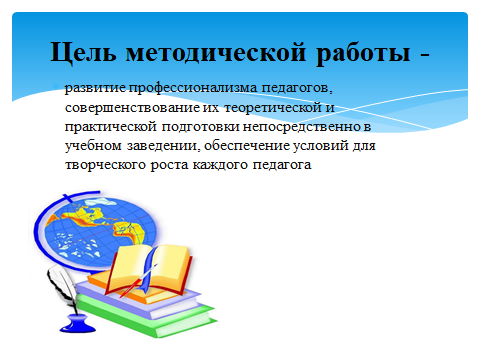 Цель методической работы -
развитие профессионализма педагогов,
совершенствование их теоретической и
практической подготовки непосредственно в
учебном заведении, обеспечение условий для
творческого роста каждого педагога